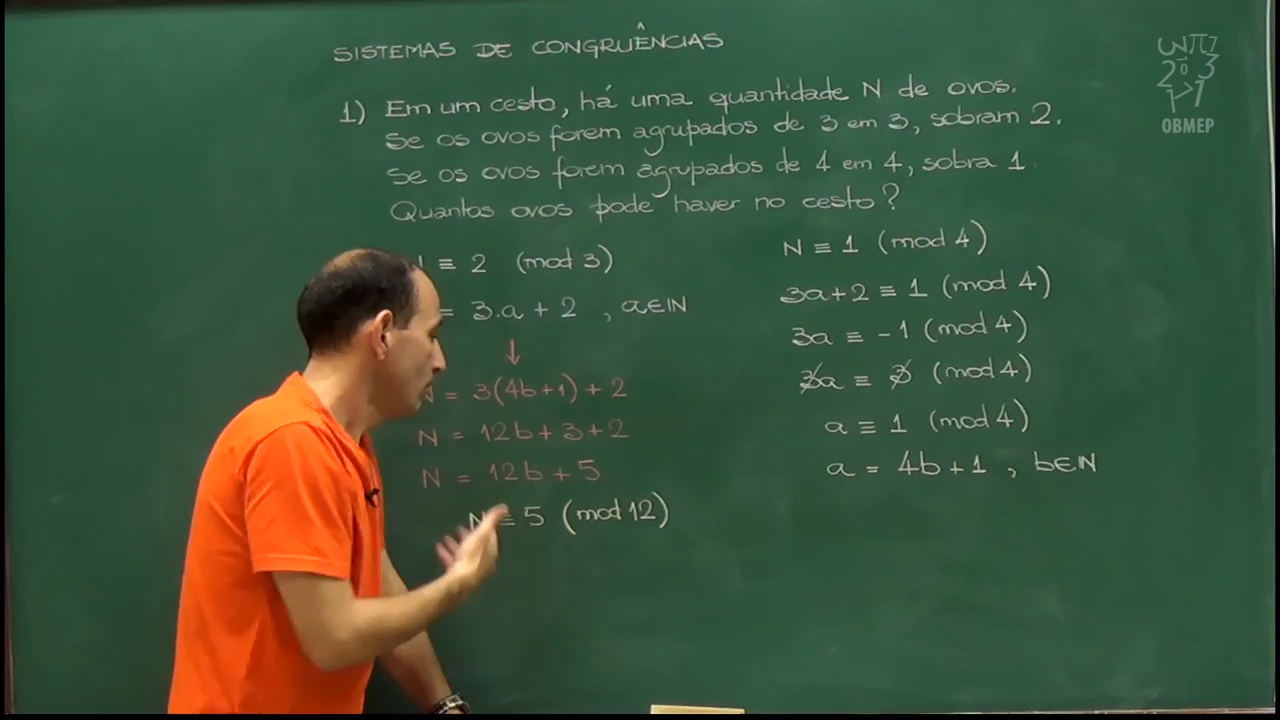 SISTEMAS DE CONGRUÊNCIAS
1) Em um cesto, há uma quantidade N de ovos.
Se os ovos forem agrupados de 3 em 3, sobram 2.
Se os ovos forem agrupados de 4 em 4, sobra 1.
Quantos ovos pode haver no cesto?
≡ 2 (mod 3)
= 3.a + 2 , a∈IN
↓
= 3(4b+1) + 2
N = 12b + 3 + 2
N = 12b + 5
N ≡ 5 (mod 12)
N ≡ 1 (mod 4)
3a+2 ≡ 1 (mod 4)
3a ≡ -1 (mod 4)
3a ≡ 3 (mod 4)
a ≡ 1 (mod 4)
a = 4b + 1 , b∈IN
OBMEP